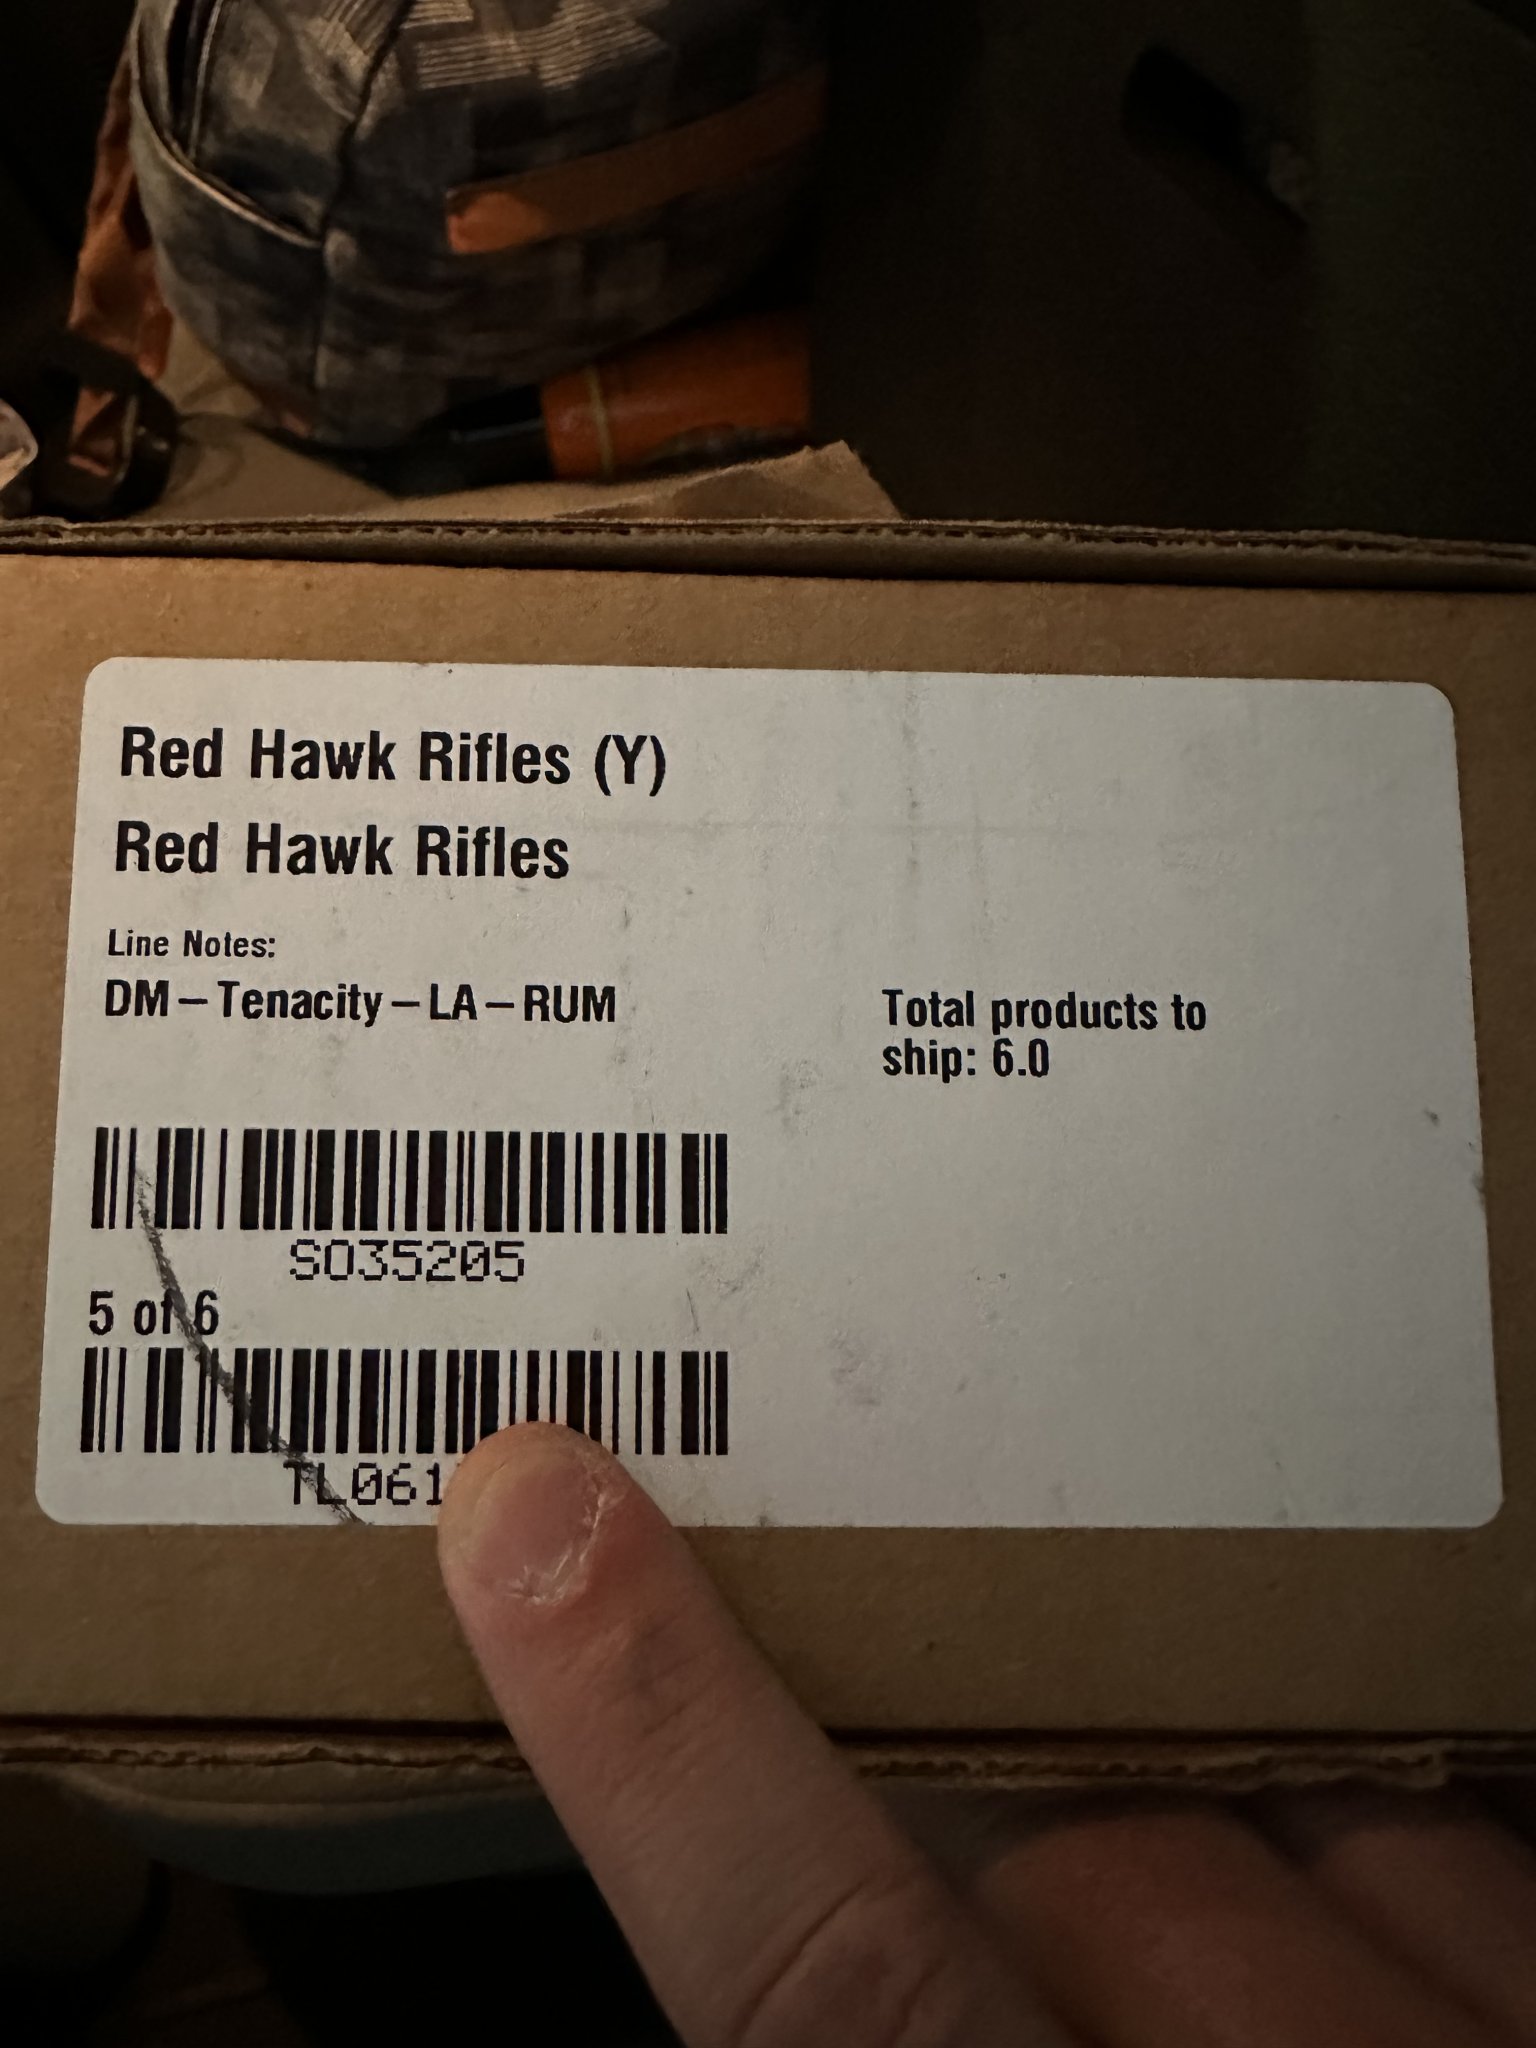 Red Hawk Rifles (Y)
Red Hawk Rifles
Line Notes:
DM-Tenacity-LA-RUM
Total products to
ship: 6.0
SO35205
5 of 6